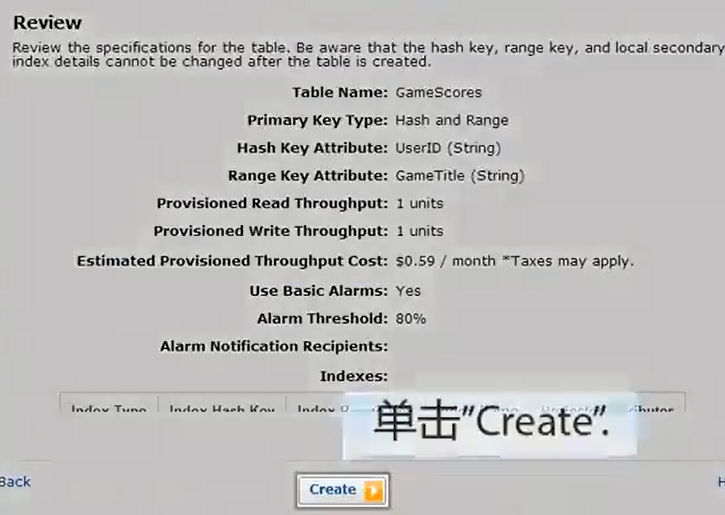 Review
Review the specifications for the table. Be aware that the hash key, range key, and local secondary
index details cannot be changed after the table is created.
Table Name: GameScores
Primary Key Type: Hash and Range
Hash Key Attribute: UserID (String)
Range Key Attribute: GameTitle (String)
Provisioned Read Throughput: 1 units
Provisioned Write Throughput: 1 units
Estimated Provisioned Throughput Cost: $0.59 / month *Taxes may apply.
Use Basic Alarms: Yes
Alarm Threshold: 80%
Alarm Notification Recipients:
Indexes:
Index Type Index Hash Key Index
单击"Create".
Back
Create